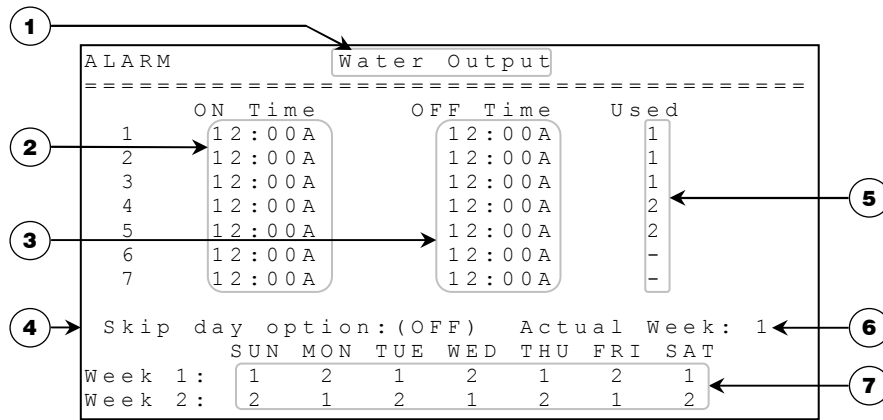 1
ALARM Water Output
========================================
ON Time OFF Time Used
1 12:00A 12:00A 1
2
2 12:00A 12:00A 1
3 12:00A 12:00A 1
4 12:00A 12:00A 2
5
5 12:00A 12:00A 2
3
6 12:00A 12:00A -
7 12:00A 12:00A -
4
Skip day option:(OFF) Actual Week: 1
6
SUN MON TUE WED THU FRI SAT
Week 1: 1 2 1 2 1 2 1
7
Week 2: 2 1 2 1 2 1 2